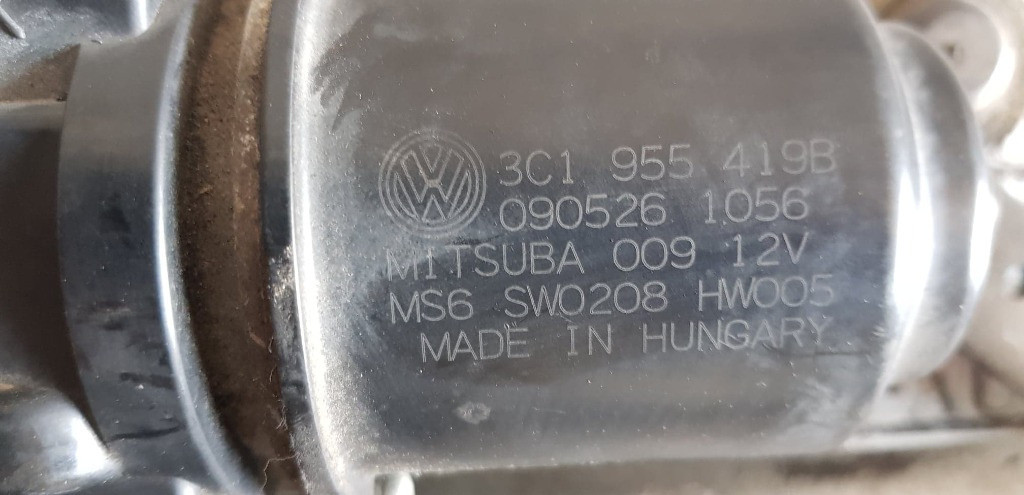 3C1 955 419B
090526 1056
MITSUBA 009 12V
MS6 SW0208 HW005
MADE IN HUNGARY